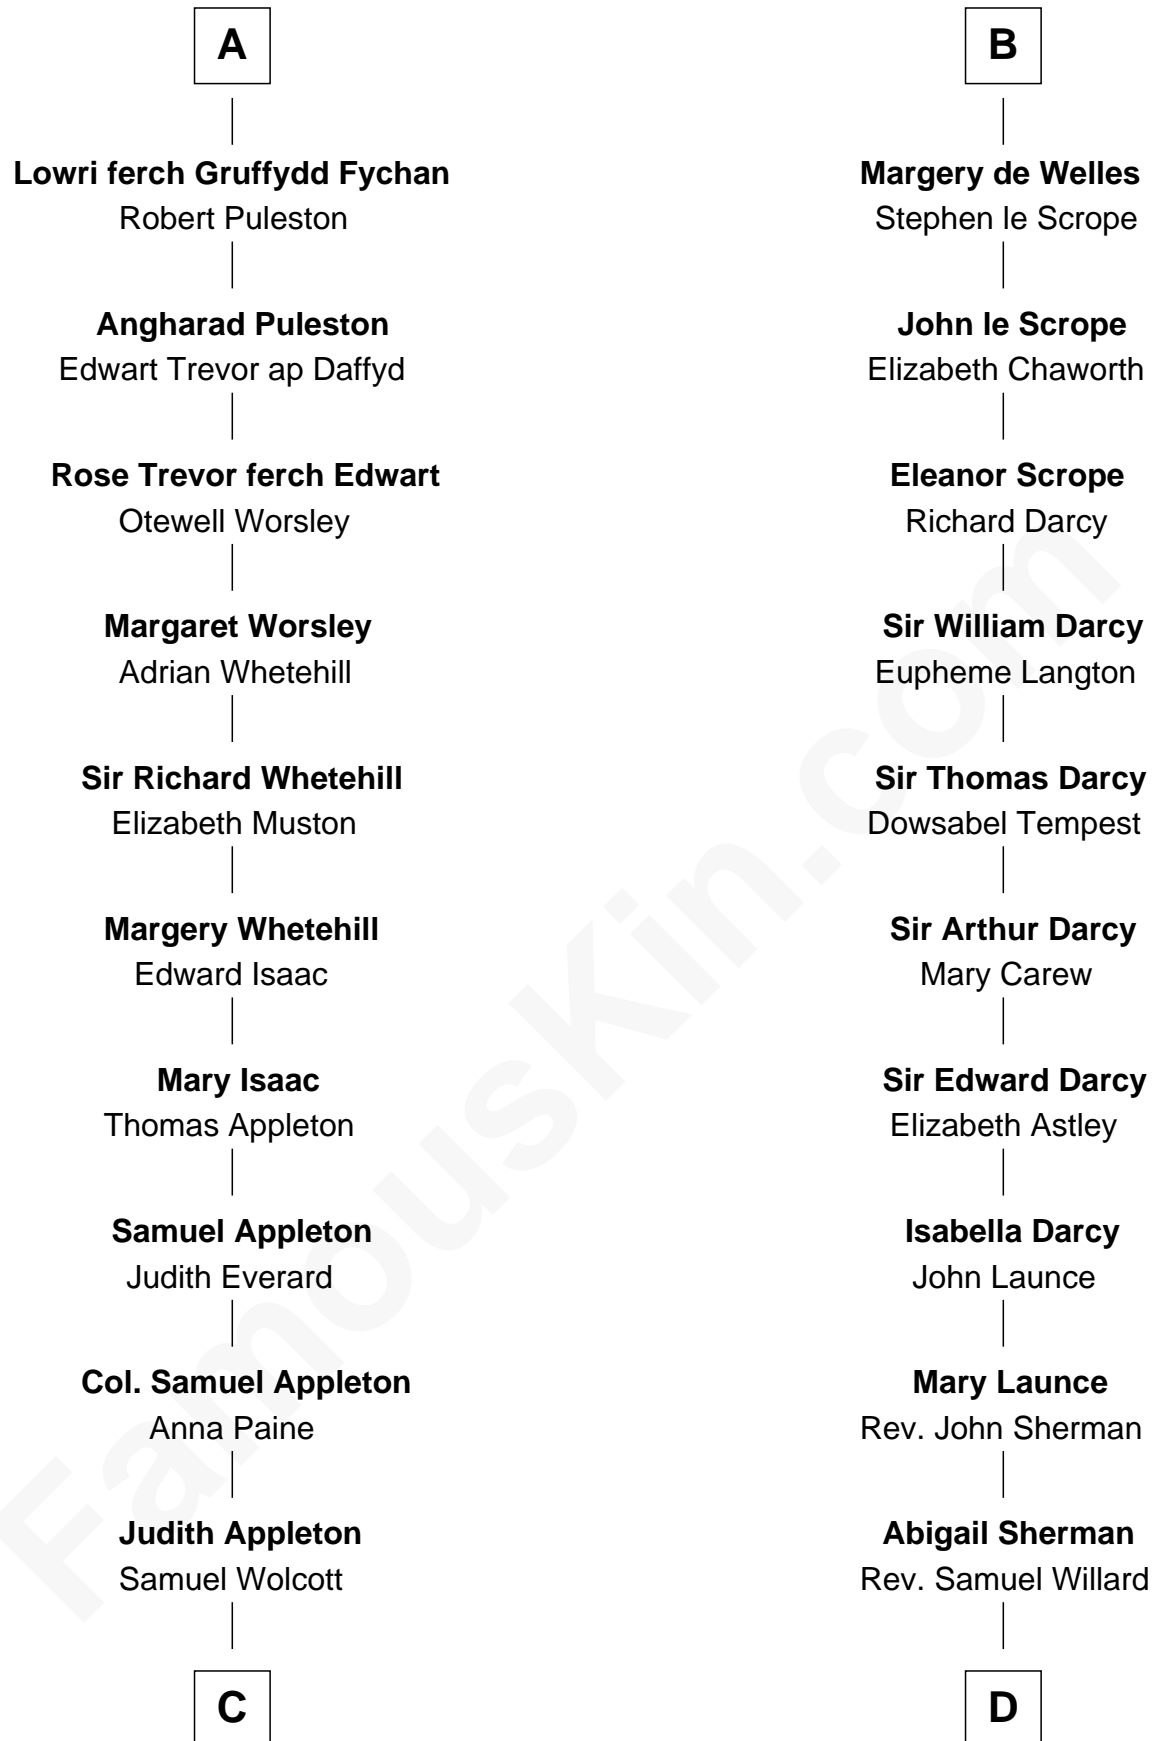 A
Lowri ferch Gruffydd Fychan
Robert Puleston
Angharad Puleston
Edwart Trevor ap Daffyd
Rose Trevor ferch Edwart
Otewell Worsley
Margaret Worsley
Adrian Whetehill
Sir Richard Whetehill
Elizabeth Muston
Margery Whetehill
Edward Isaac
Mary Isaac
Thomas Appleton
Samuel Appleton
Judith Everard
Col. Samuel Appleton
Anna Paine
Judith Appleton
Samuel Wolcott
C
B
Margery de Welles
Stephen le Scrope
John le Scrope
Elizabeth Chaworth
Eleanor Scrope
Richard Darcy
Sir William Darcy
Eupheme Langton
Sir Thomas Darcy
Dowsabel Tempest
Sir Arthur Darcy
Mary Carew
Sir Edward Darcy
Elizabeth Astley
Isabella Darcy
John Launce
Mary Launce
Rev. John Sherman
Abigail Sherman
Rev. Samuel Willard
D
FamousKin.com